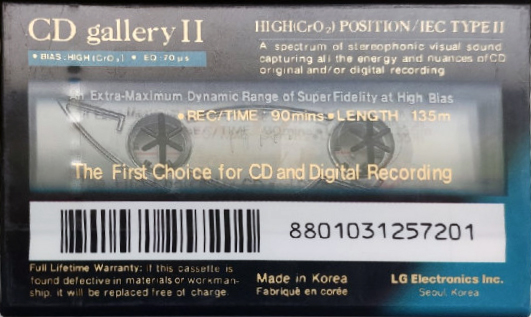 CD gallery II
HIGH(CrO₂) POSITION/IEC TYPE II
• BIAS:HIGH(CrO₂) • EQ:70 μs
A spectrum of stereophonic visual sound
capturing all the energy and nuances of CD
original and/or digital recording
An Extra-Maximum Dynamic Range of Super Fidelity at High Bias
• REC/TIME : 90mins • LENGTH : 135m
The First Choice for CD and Digital Recording
8801031257201
Full Lifetime Warranty: If this cassette is
found defective in materials or workman-
ship, it will be replaced free of charge.
Made in Korea
Fabriqué en corée
LG Electronics Inc.
Seoul Korea